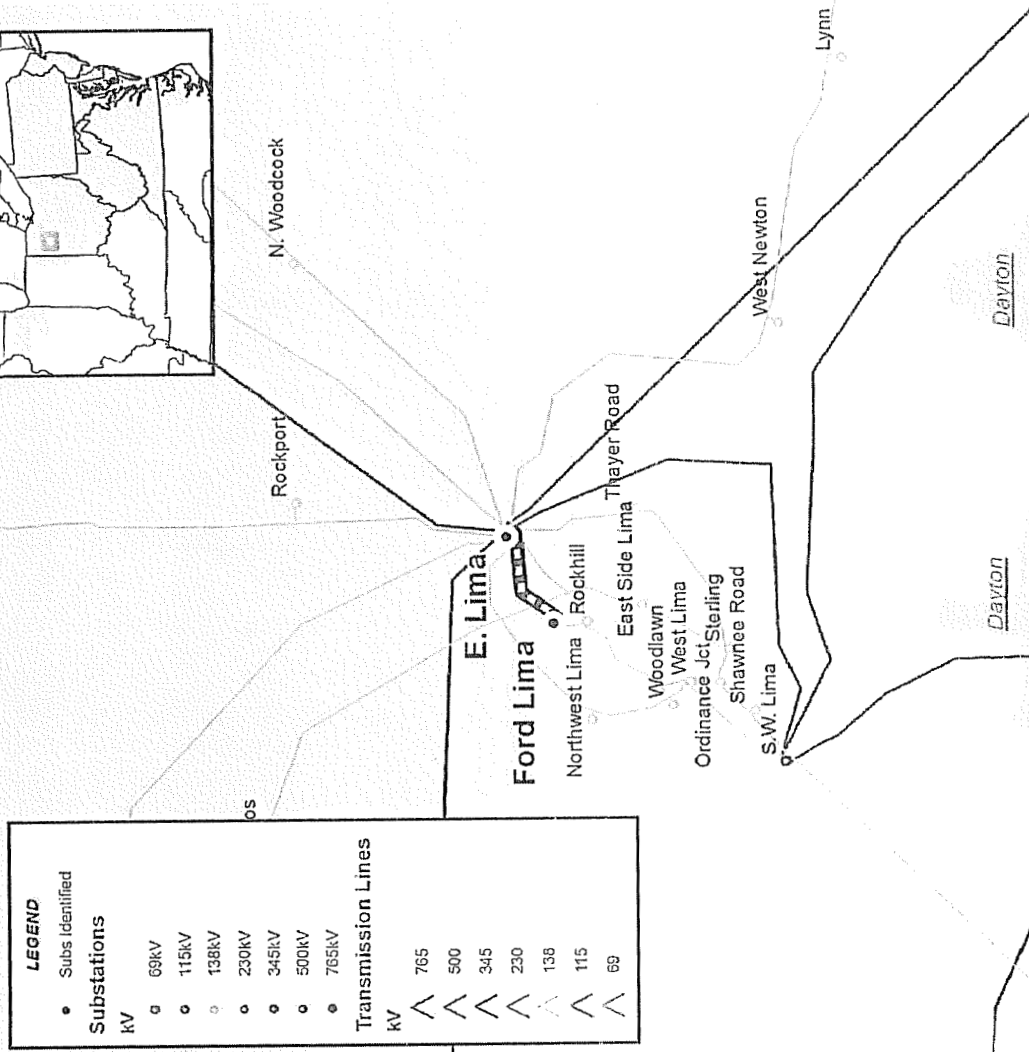 LEGEND
Subs Identified
Substations
kV
69kV
115kV
138kV
230kV
345kV
500kV
765kV
Transmission Lines
kV
765
500
345
230
138
115
69
os
Rockport
N. Woodcock
E. Lima
Ford Lima
Northwest Lima
Rockhill
East Side Lima
Thayer Road
Woodlawn
West Lima
Ordinance Jct
Sterling
Shawnee Road
S.W. Lima
West Newton
Lynn
Dayton
Dayton